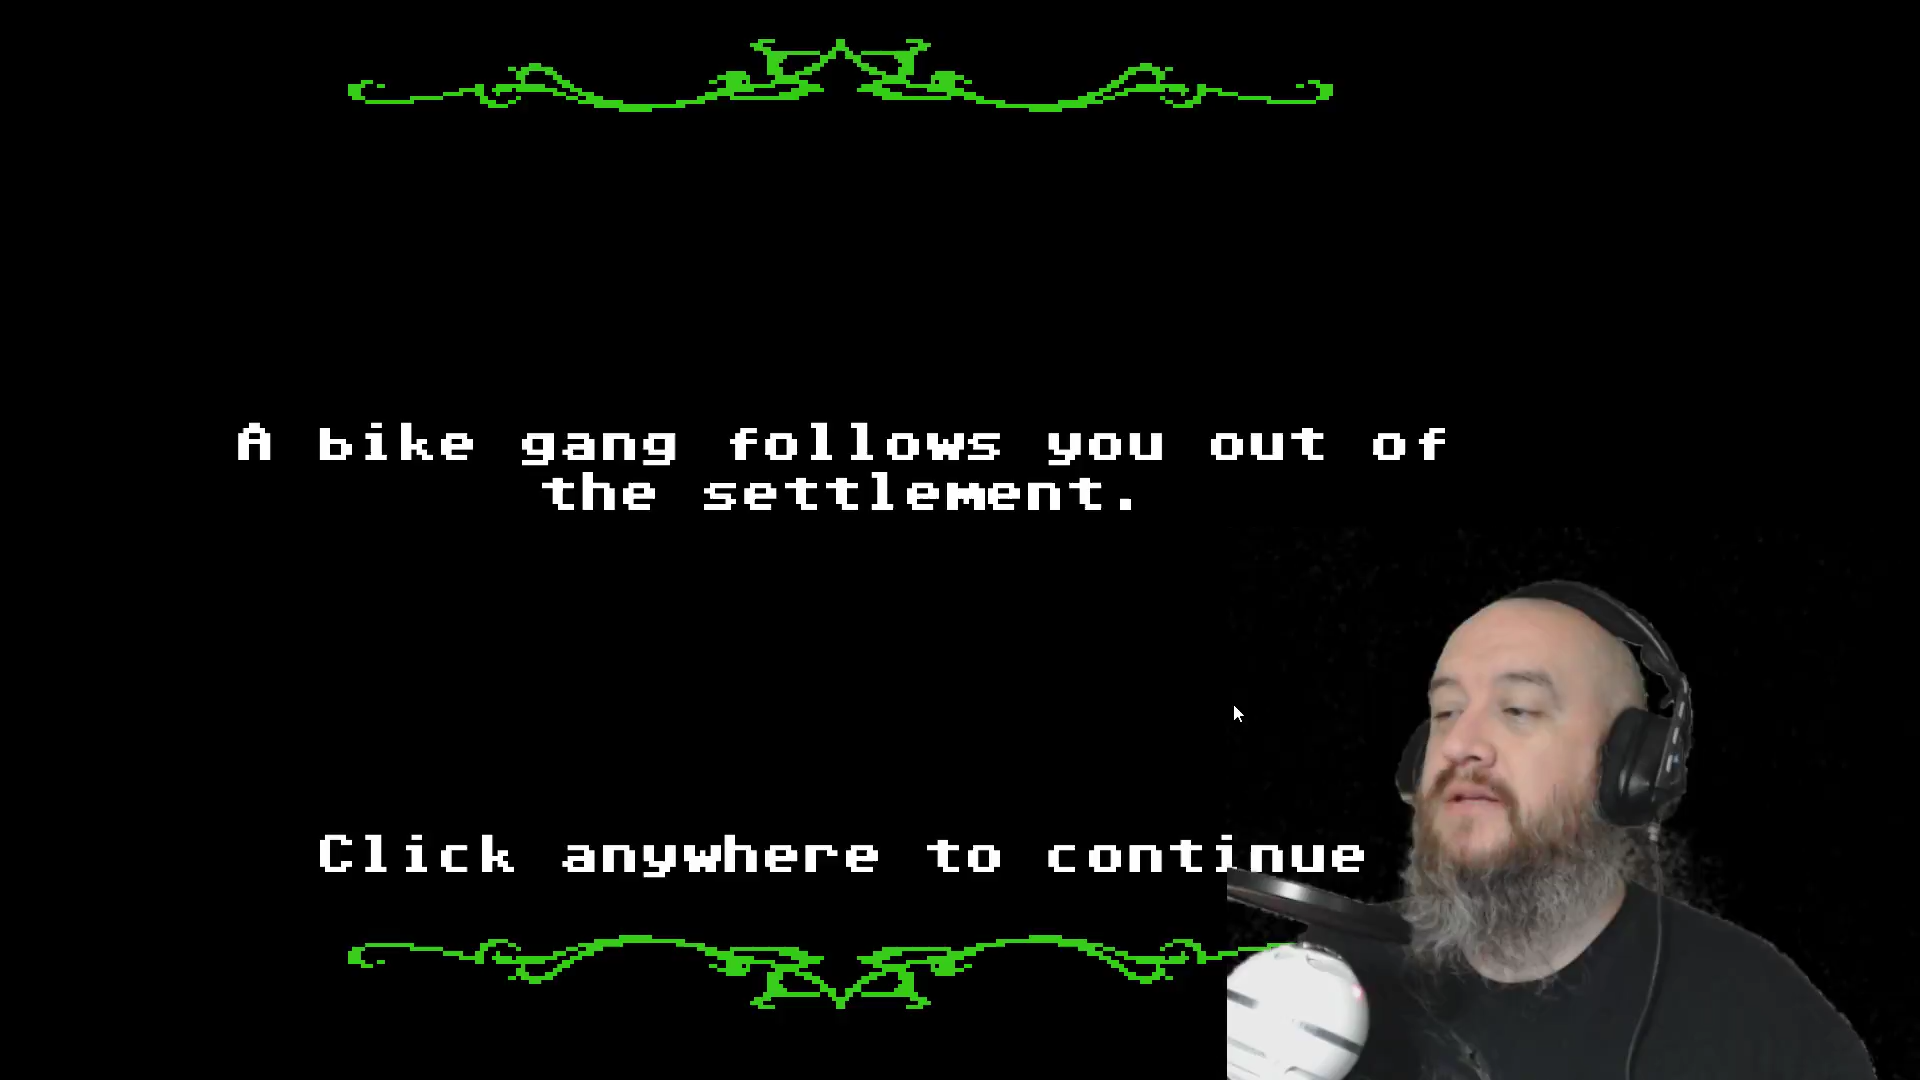 A bike gang follows you out of
the settlement.
Click anywhere to continue